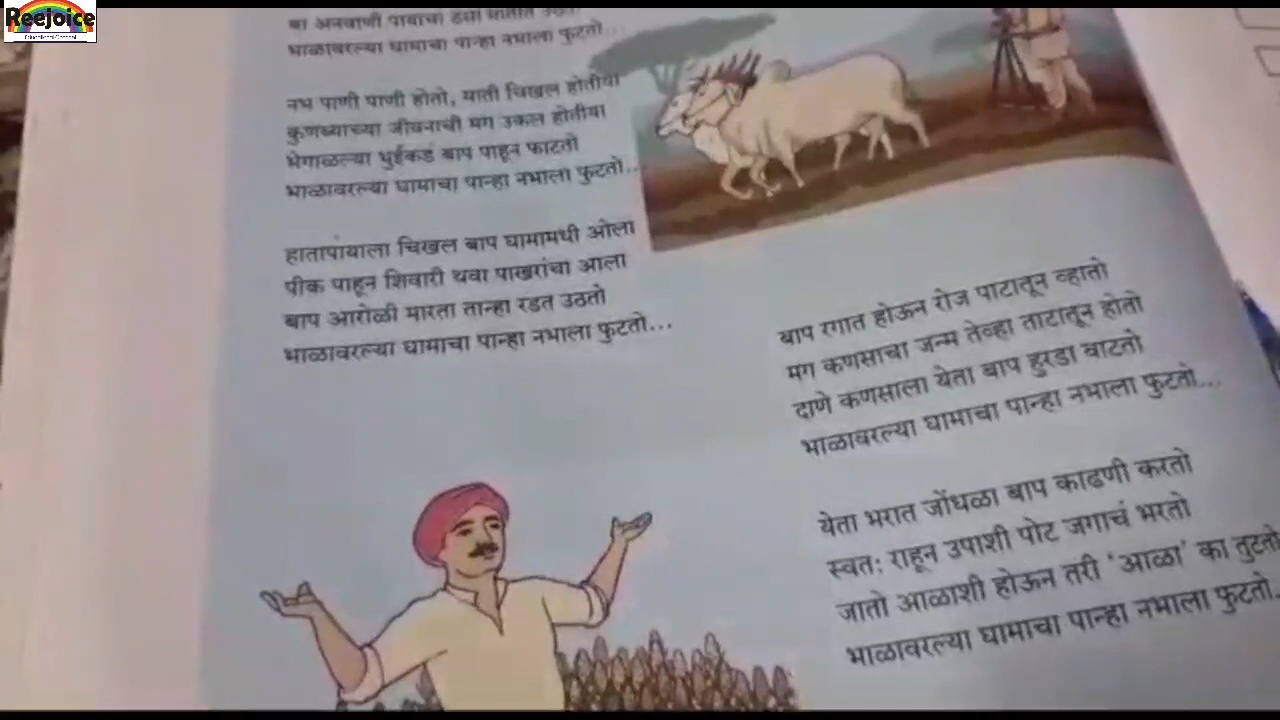 Reejoice
Educational Channel
भाळावरल्या घामाचा पान्हा नभाला फुटतो...
नभ पाणी पाणी होतो, माती चिखल होतीया
कुणब्याच्या जीवनाची मग उकल होतीया
भेगाळल्या भुईकडं बाप पाहून फाटतो
भाळावरल्या घामाचा पान्हा नभाला फुटतो...
हातापायाला चिखल बाप घामामधी ओला
पीक पाहून शिवारी थवा पाखरांचा आला
बाप आरोळी मारता तान्हा रडत उठतो
भाळावरल्या घामाचा पान्हा नभाला फुटतो...
बाप रगात होऊन रोज पाटातून व्हातो
मग कणसाचा जन्म तेव्हा ताटातून होतो
दाणे कणसाला येता बाप हुरडा वाटतो
भाळावरल्या घामाचा पान्हा नभाला फुटतो...
येता भरात जोंधळा बाप काढणी करतो
स्वतः राहून उपाशी पोट जगाचं भरतो
जातो आळाशी होऊन तरी ‘आळा’ का तुटतो
भाळावरल्या घामाचा पान्हा नभाला फुटतो...